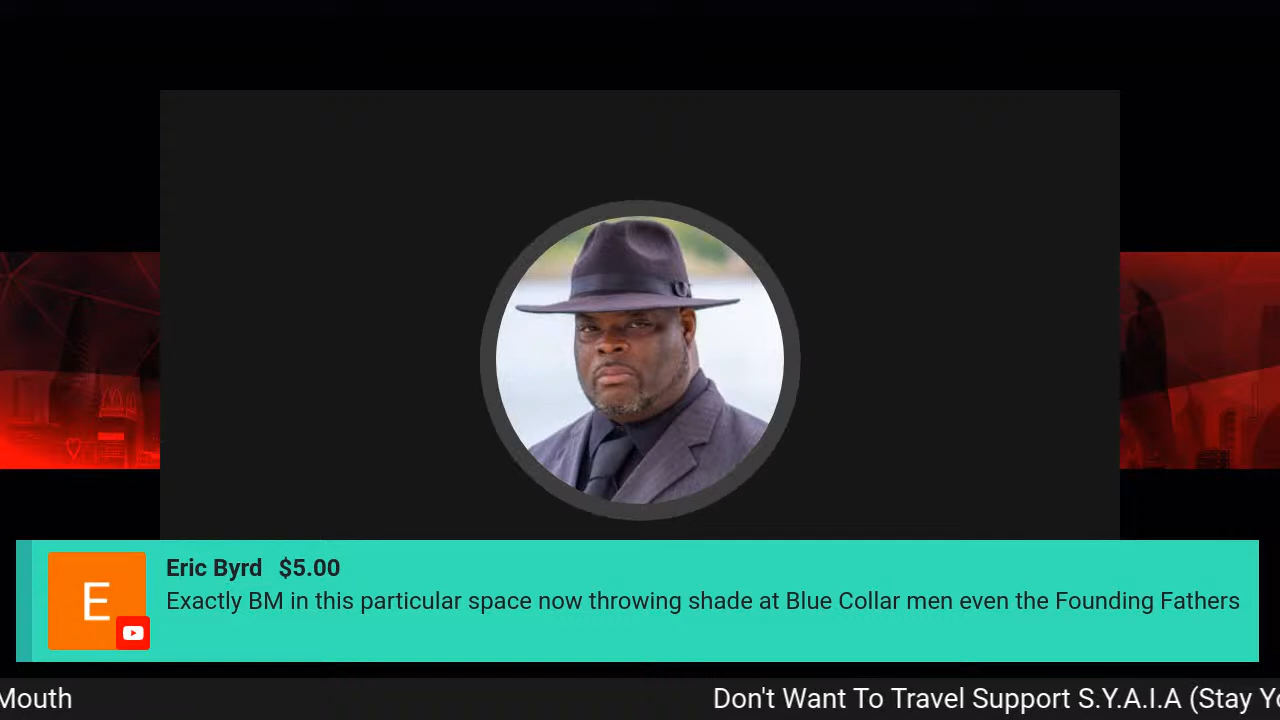 Eric Byrd $5.00
E
Exactly BM in this particular space now throwing shade at Blue Collar men even the Founding Fathers
Mouth
Don't Want To Travel Support S.Y.A.I.A (Stay